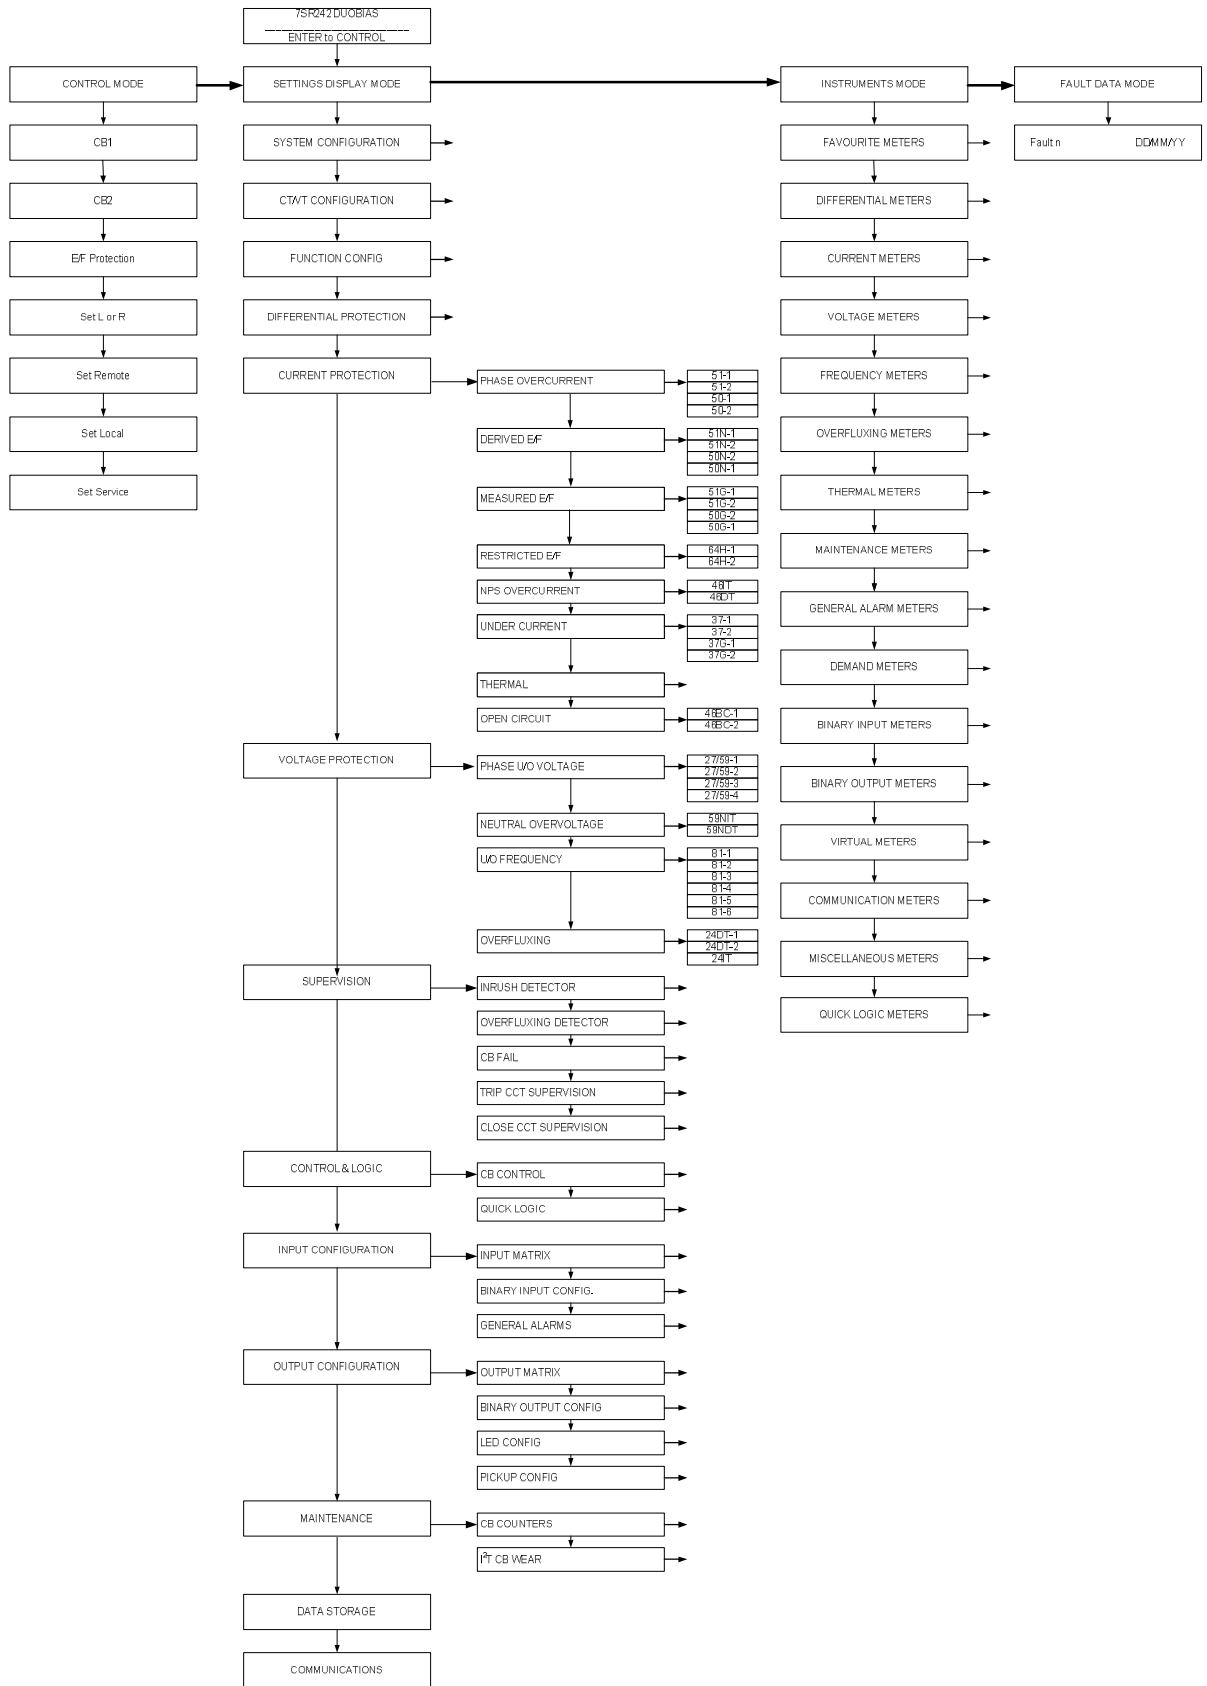 7SR242 DUOBIAS
ENTER to CONTROL
CONTROL MODE
CB1
CB2
E/F Protection
Set L or R
Set Remote
Set Local
Set Service
SETTINGS DISPLAY MODE
SYSTEM CONFIGURATION
CT/VT CONFIGURATION
FUNCTION CONFIG
DIFFERENTIAL PROTECTION
CURRENT PROTECTION
PHASE OVERCURRENT
51-1
51-2
50-1
50-2
DERIVED E/F
51N-1
51N-2
50N-2
50N-1
MEASURED E/F
51G-1
51G-2
50G-2
50G-1
RESTRICTED E/F
64H-1
64H-2
NPS OVERCURRENT
46IT
46DT
UNDER CURRENT
37-1
37-2
37G-1
37G-2
THERMAL
OPEN CIRCUIT
46BC-1
46BC-2
VOLTAGE PROTECTION
PHASE U/O VOLTAGE
27/59-1
27/59-2
27/59-3
27/59-4
NEUTRAL OVERVOLTAGE
59NIT
59NDT
U/O FREQUENCY
81-1
81-2
81-3
81-4
81-5
81-6
OVERFLUXING
24DT-1
24DT-2
24IT
SUPERVISION
INRUSH DETECTOR
OVERFLUXING DETECTOR
CB FAIL
TRIP CCT SUPERVISION
CLOSE CCT SUPERVISION
CONTROL & LOGIC
CB CONTROL
QUICK LOGIC
INPUT CONFIGURATION
INPUT MATRIX
BINARY INPUT CONFIG.
GENERAL ALARMS
OUTPUT CONFIGURATION
OUTPUT MATRIX
BINARY OUTPUT CONFIG
LED CONFIG
PICKUP CONFIG
MAINTENANCE
CB COUNTERS
I²T CB WEAR
DATA STORAGE
COMMUNICATIONS
INSTRUMENTS MODE
FAVOURITE METERS
DIFFERENTIAL METERS
CURRENT METERS
VOLTAGE METERS
FREQUENCY METERS
OVERFLUXING METERS
THERMAL METERS
MAINTENANCE METERS
GENERAL ALARM METERS
DEMAND METERS
BINARY INPUT METERS
BINARY OUTPUT METERS
VIRTUAL METERS
COMMUNICATION METERS
MISCELLANEOUS METERS
QUICK LOGIC METERS
FAULT DATA MODE
Fault n DD/MM/YY